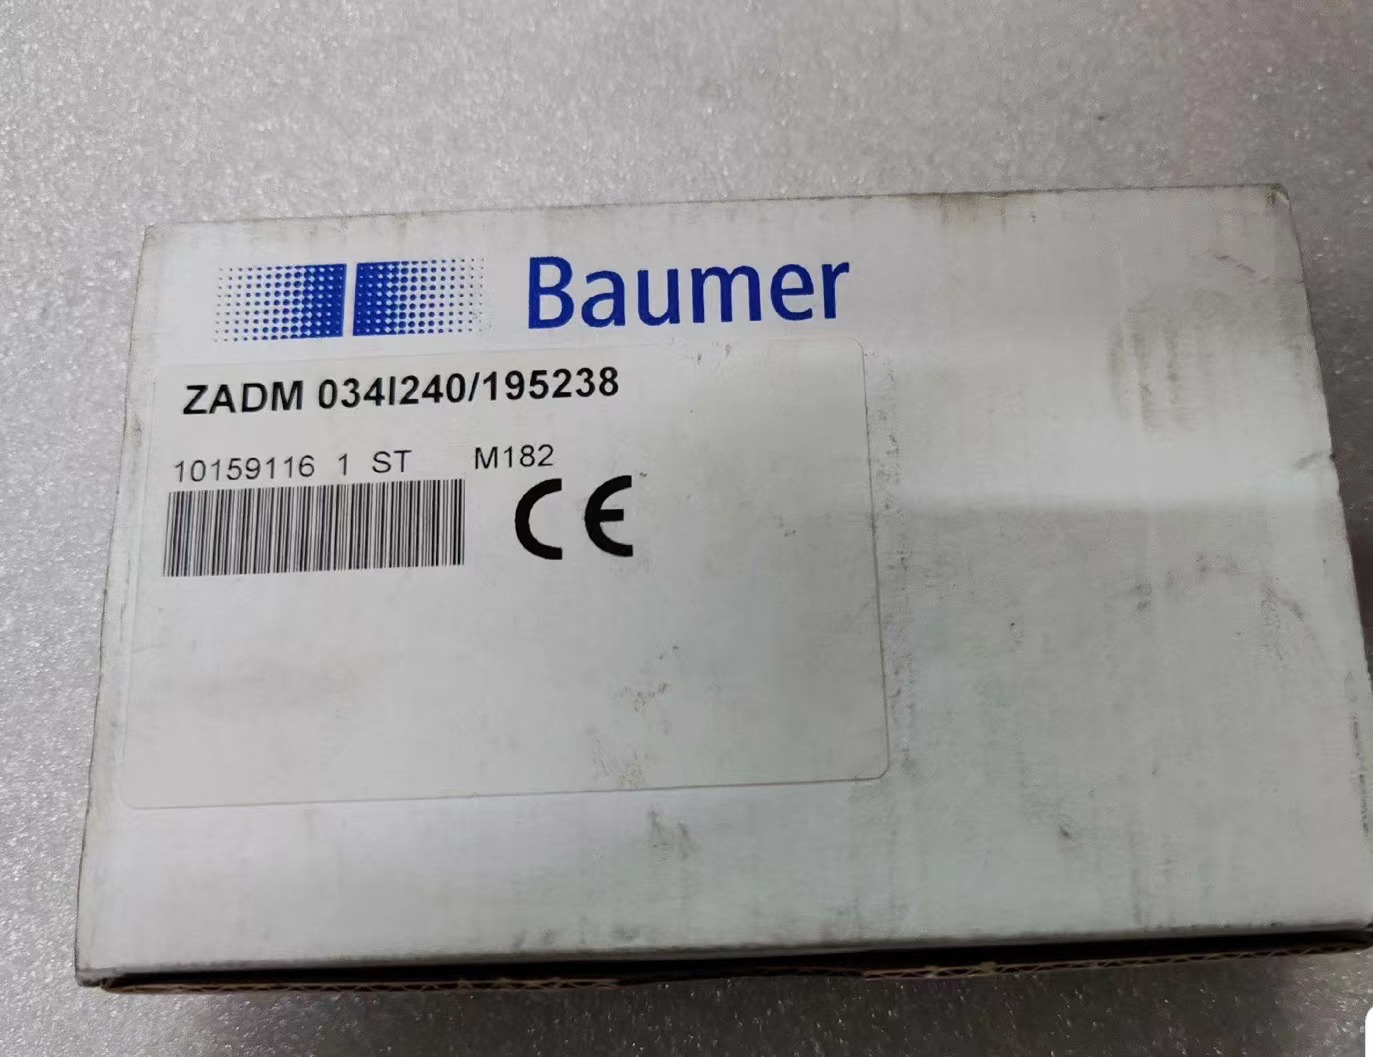 Baumer
ZADM 034I240/195238
10159116 1 ST M182
CE